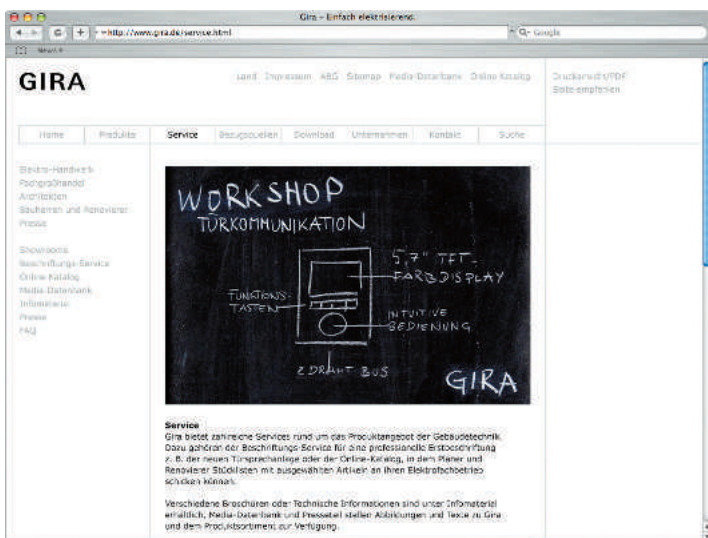 Gira – Einfach elektrisierend.
http://www.gira.de/service.html
Google
News
GIRA
Land Impressum AGB Sitemap Media-Datenbank Online Katalog
Druckansicht/PDF
Seite empfehlen
Home Produkte Service Bezugsquellen Download Unternehmen Kontakt Suche
Elektro-Handwerk
Fachgroßhandel
Architekten
Bauherren und Renovierer
Presse
Showrooms
Beschriftungs-Service
Online Katalog
Media-Datenbank
Infomaterial
Presse
FAQ
WORKSHOP
TÜRKOMMUNIKATION
5,7" TFT-
FARBDISPLAY
FUNKTIONS-
TASTEN
INTUITIVE
BEDIENUNG
2 DRAHT BUS
GIRA
Service
Gira bietet zahlreiche Services rund um das Produktangebot der Gebäudetechnik.
Dazu gehören der Beschriftungs-Service für eine professionelle Erstbeschriftung
z. B. der neuen Türsprechanlage oder der Online-Katalog, in dem Planer und
Renovierer Stücklisten mit ausgewählten Artikeln an ihren Elektrofachbetrieb
schicken können.
Verschiedene Broschüren oder Technische Informationen sind unter Infomaterial
erhältlich. Media-Datenbank und Presseteil stellen Abbildungen und Texte zu Gira
und dem Produktsortiment zur Verfügung.